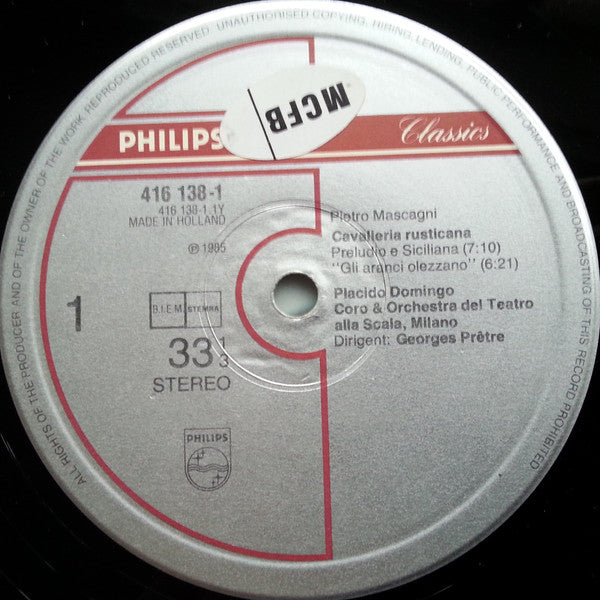 ALL RIGHTS OF THE PRODUCER AND OF THE OWNER OF THE WORK REPRODUCED RESERVED. UNAUTHORISED COPYING, HIRING, LENDING, PUBLIC PERFORMANCE AND BROADCASTING OF THIS RECORD PROHIBITED
MCFB
PHILIPS
Classics
416 138-1
416 138-1.1Y
MADE IN HOLLAND
℗ 1985
1
B.I.E.M.
STEMRA
33 1/3
STEREO
PHILIPS
Pietro Mascagni
Cavalleria rusticana
Preludio e Siciliana (7:10)
"Gli aranci olezzano" (6:21)
Placido Domingo
Coro & Orchestra del Teatro
alla Scala, Milano
Dirigent: Georges Prêtre